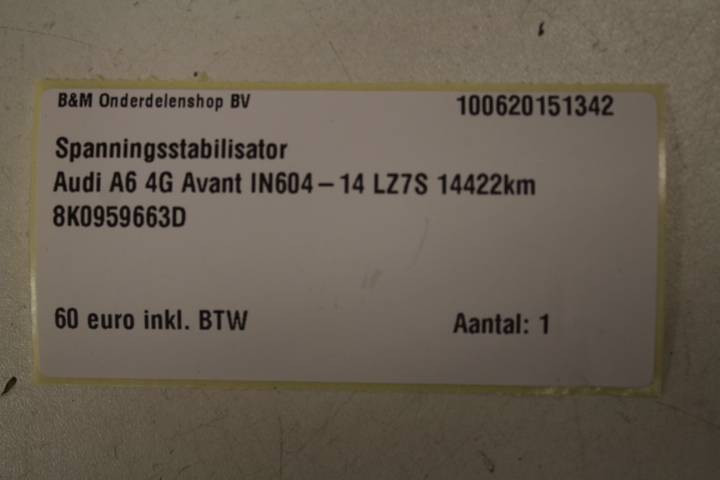 B&M Onderdelenshop BV 100620151342
Spanningsstabilisator
Audi A6 4G Avant IN604-14 LZ7S 14422km
8K0959663D
60 euro inkl. BTW Aantal: 1